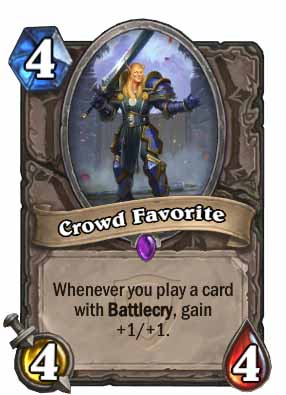 4
Crowd Favorite
Whenever you play a card
with Battlecry, gain
+1/+1.
4 4